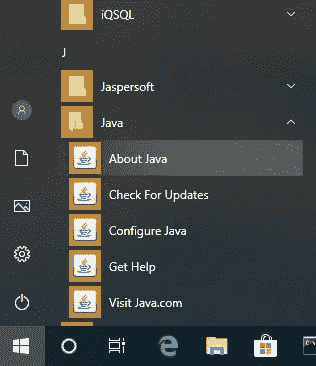 iQSQL
J
Jaspersoft
Java
About Java
Check For Updates
Configure Java
Get Help
Visit Java.com